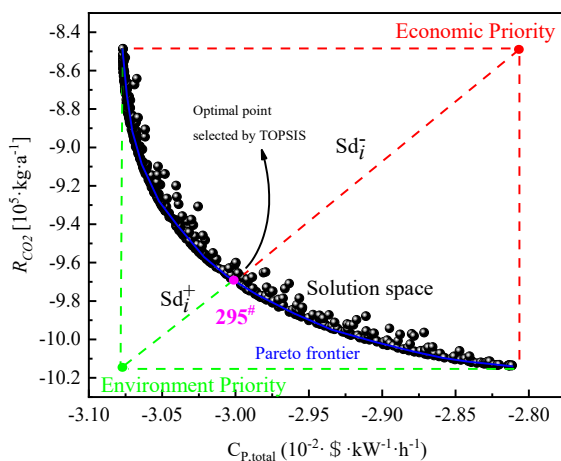 Economic Priority
Optimal point
selected by TOPSIS
Sd_i^-
Solution space
Sd_i^+
295#
Pareto frontier
Environment Priority
R_CO2 [10^5·kg·a^-1]
-8.4
-8.6
-8.8
-9.0
-9.2
-9.4
-9.6
-9.8
-10.0
-10.2
-3.10
-3.05
-3.00
-2.95
-2.90
-2.85
-2.80
C_P,total (10^-2· $ ·kW^-1·h^-1)